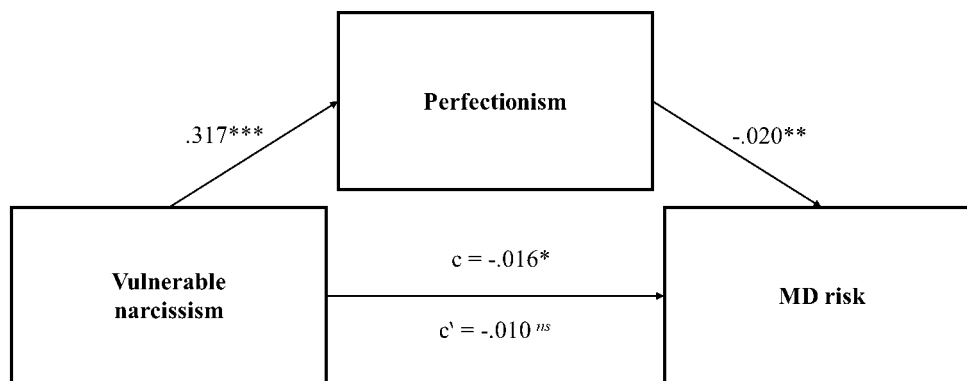 Perfectionism
.317***
-.020**
Vulnerable
narcissism
c = -.016*
MD risk
c‵ = -.010 ns